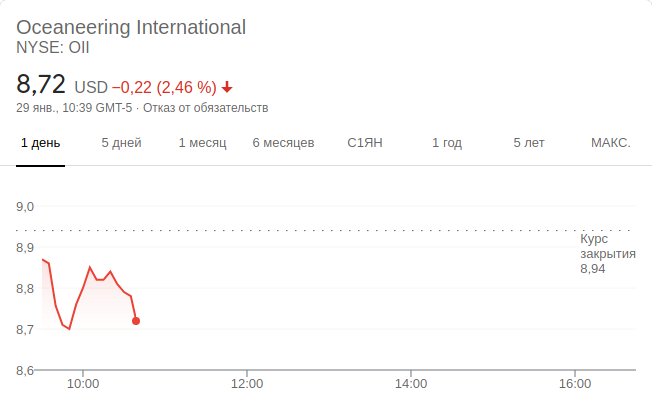 Oceaneering International
NYSE: OII
8,72 USD −0,22 (2,46 %)
29 янв., 10:39 GMT-5 · Отказ от обязательств
1 день 5 дней 1 месяц 6 месяцев С1ЯН 1 год 5 лет МАКС.
9,0
Курс
закрытия
8,94
8,9
8,8
8,7
8,6
10:00 12:00 14:00 16:00